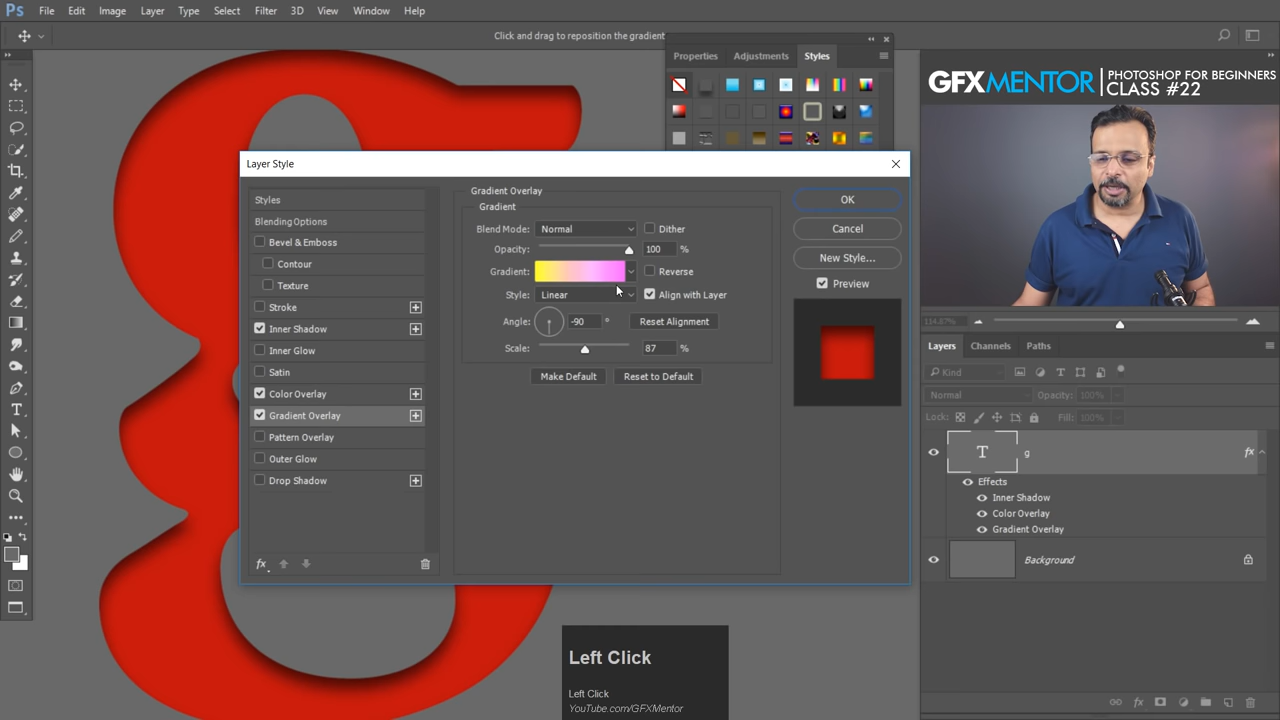 Ps File Edit Image Layer Type Select Filter 3D View Window Help
Click and drag to reposition the gradient
Properties Adjustments Styles
GFXMENTOR PHOTOSHOP FOR BEGINNERS
CLASS #22
Layer Style
Styles
Blending Options
Bevel & Emboss
Contour
Texture
Stroke
Inner Shadow
Inner Glow
Satin
Color Overlay
Gradient Overlay
Pattern Overlay
Outer Glow
Drop Shadow
fx
Gradient Overlay
Gradient
Blend Mode: Normal Dither
Opacity: 100 %
Gradient: Reverse
Style: Linear Align with Layer
Angle: -90 ° Reset Alignment
Scale: 87 %
Make Default Reset to Default
OK
Cancel
New Style...
Preview
114.87%
Layers Channels Paths
Kind
Normal Opacity: 100%
Lock: Fill: 100%
T g fx
Effects
Inner Shadow
Color Overlay
Gradient Overlay
Background
fx
Left Click
Left Click
YouTube.com/GFXMentor